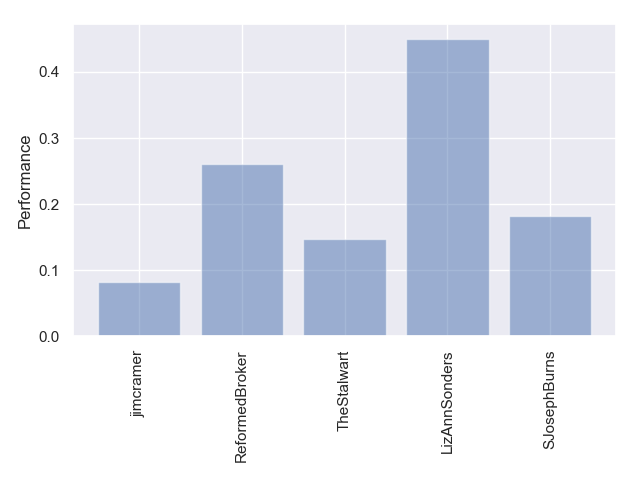 Performance
0.4
0.3
0.2
0.1
0.0
jimcramer
ReformedBroker
TheStalwart
LizAnnSonders
SJosephBurns